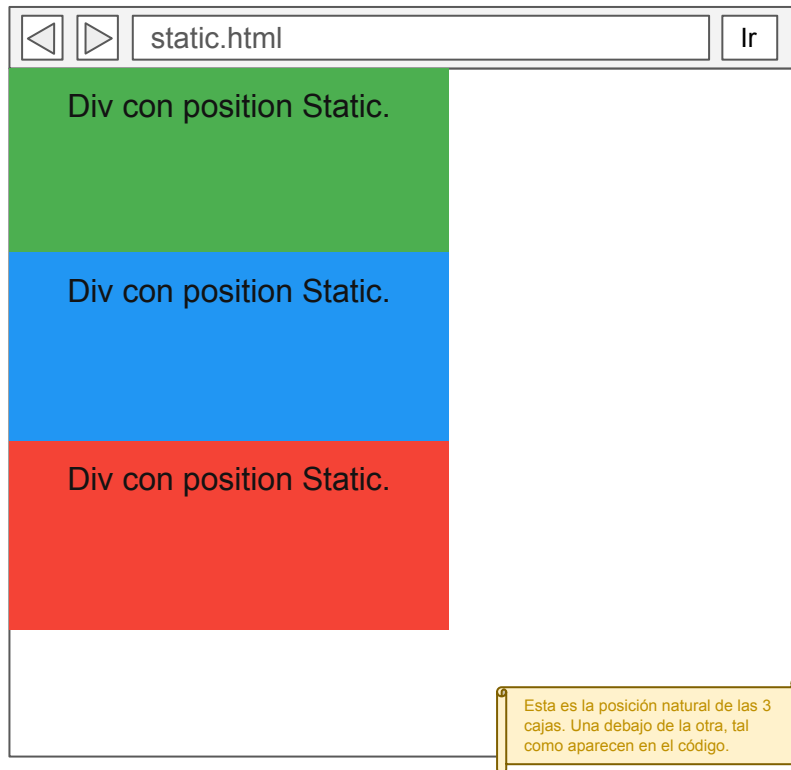 static.html
Ir
Div con position Static.
Div con position Static.
Div con position Static.
Esta es la posición natural de las 3
cajas. Una debajo de la otra, tal
como aparecen en el código.